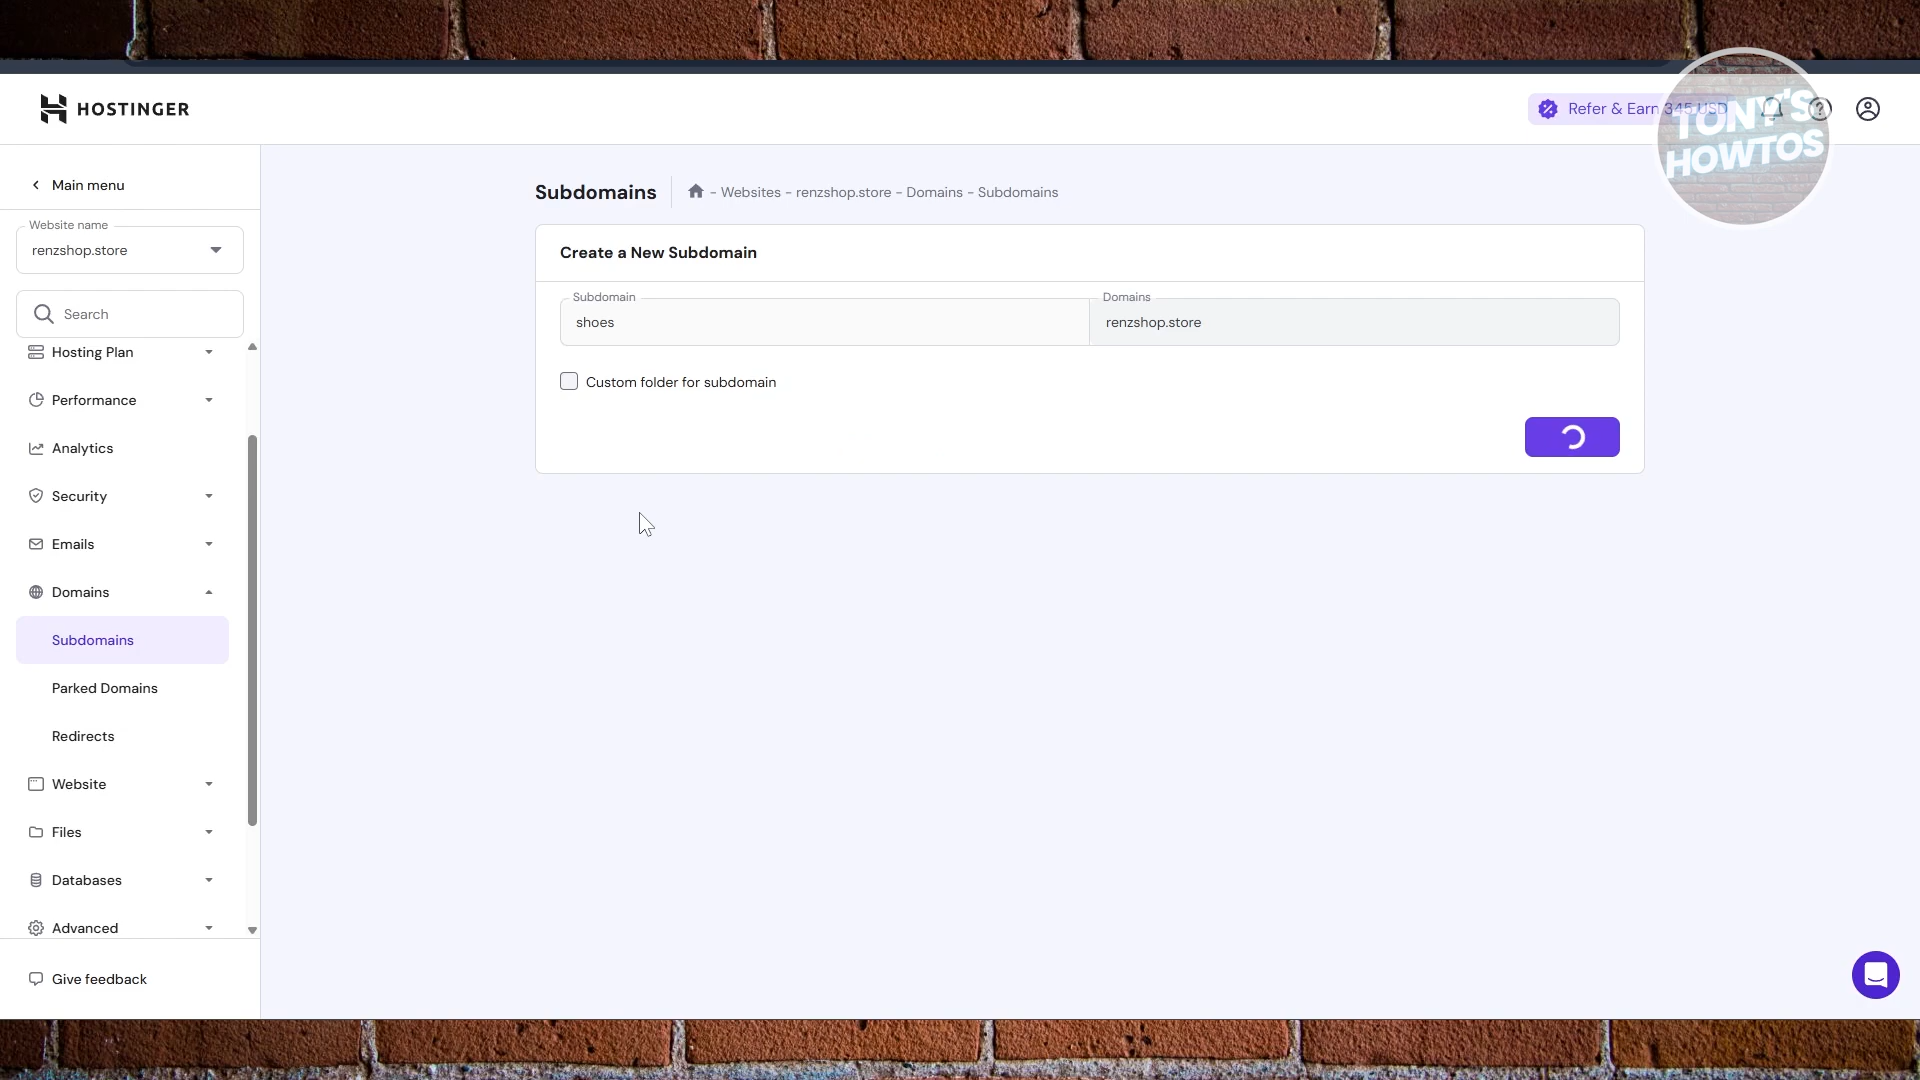 HOSTINGER
Refer & Earn 345 USD
TONY'S
HOWTOS
Main menu
Website name
renzshop.store
Search
Hosting Plan
Performance
Analytics
Security
Emails
Domains
Subdomains
Parked Domains
Redirects
Website
Files
Databases
Advanced
Give feedback
Subdomains
- Websites - renzshop.store - Domains - Subdomains
Create a New Subdomain
Subdomain
shoes
Domains
renzshop.store
Custom folder for subdomain